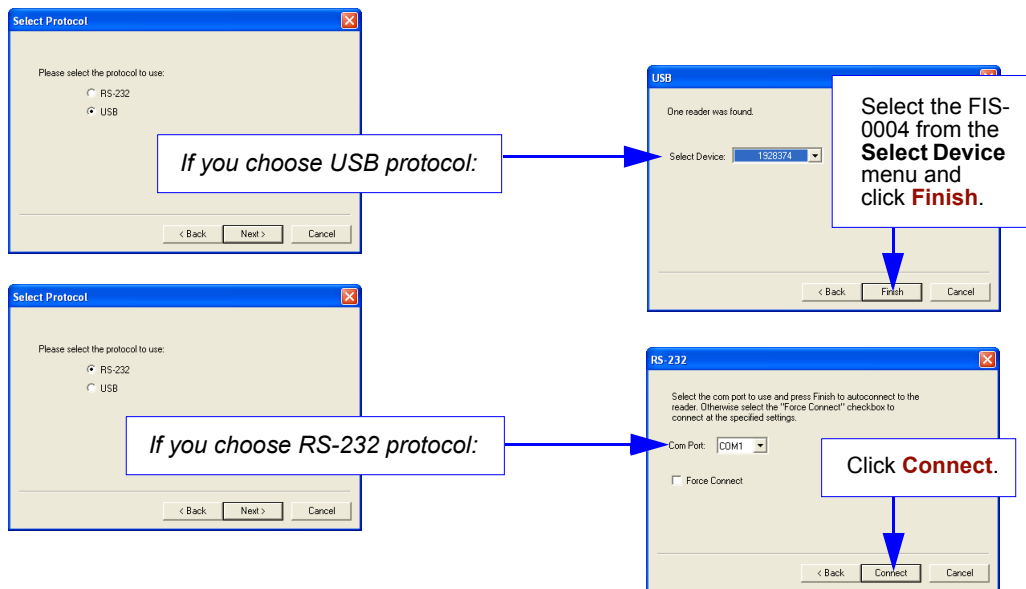 Select Protocol
Please select the protocol to use:
RS-232
USB
< Back Next > Cancel
If you choose USB protocol:
USB
One reader was found.
Select Device: 1928374
Select the FIS-
0004 from the
Select Device
menu and
click Finish.
< Back Finish Cancel
Select Protocol
Please select the protocol to use:
RS-232
USB
< Back Next > Cancel
If you choose RS-232 protocol:
RS-232
Select the com port to use and press Finish to autoconnect to the
reader. Otherwise select the "Force Connect" checkbox to
connect at the specified settings.
Com Port: COM1
Force Connect
Click Connect.
< Back Connect Cancel